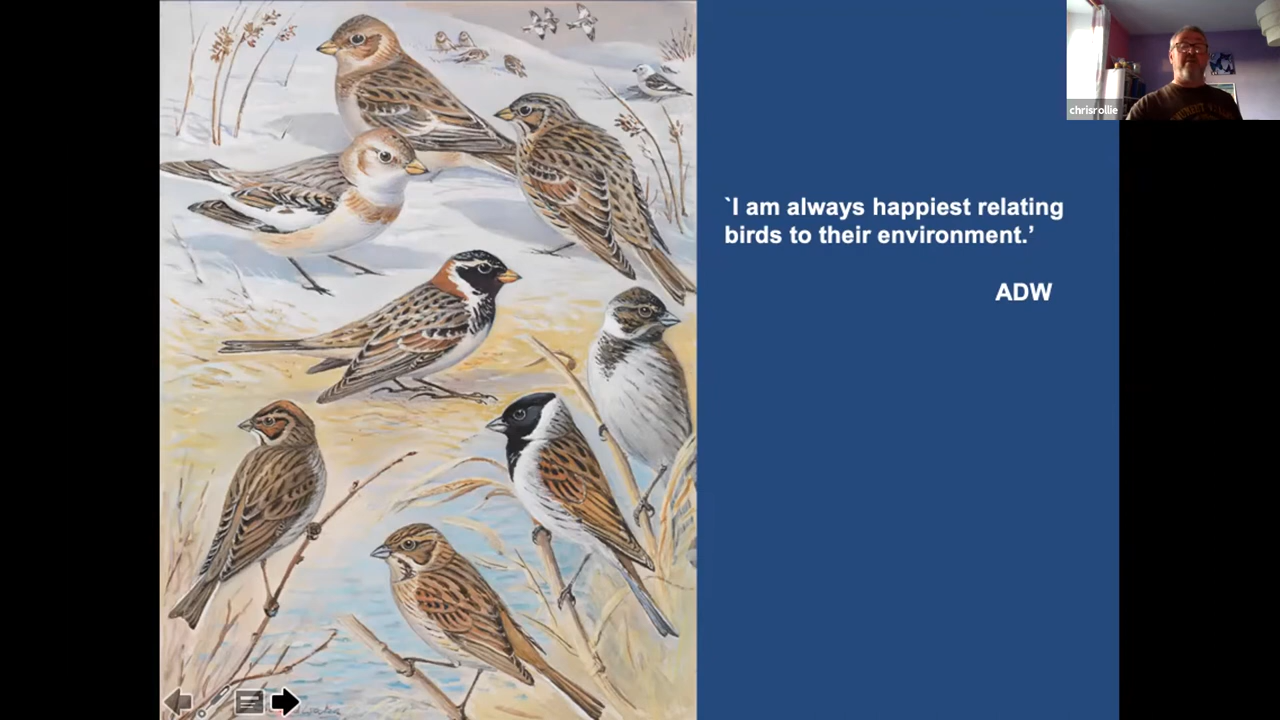 chrisrollie
`I am always happiest relating
birds to their environment.’
ADW